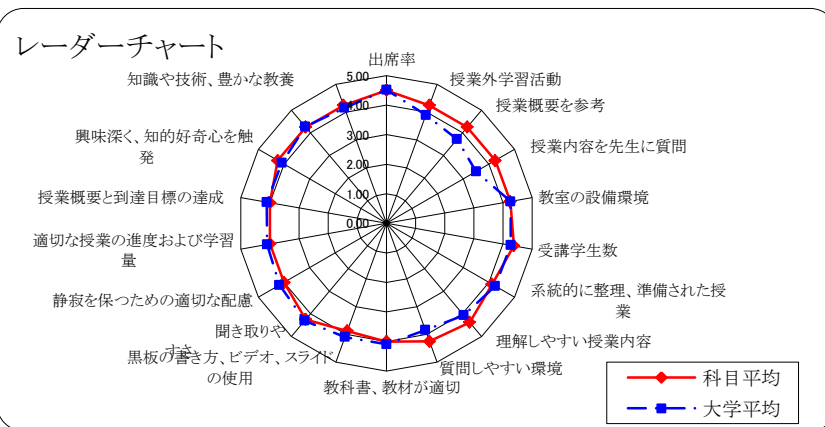 レーダーチャート
出席率
授業外学習活動
授業概要を参考
授業内容を先生に質問
教室の設備環境
受講学生数
系統的に整理、準備された授
業
理解しやすい授業内容
質問しやすい環境
教科書、教材が適切
黒板の書き方、ビデオ、スライド
の使用
聞き取りや
すさ
静寂を保つための適切な配慮
適切な授業の進度および学習
量
授業概要と到達目標の達成
興味深く、知的好奇心を触
発
知識や技術、豊かな教養
5.00
4.00
3.00
2.00
1.00
0.00
科目平均
大学平均